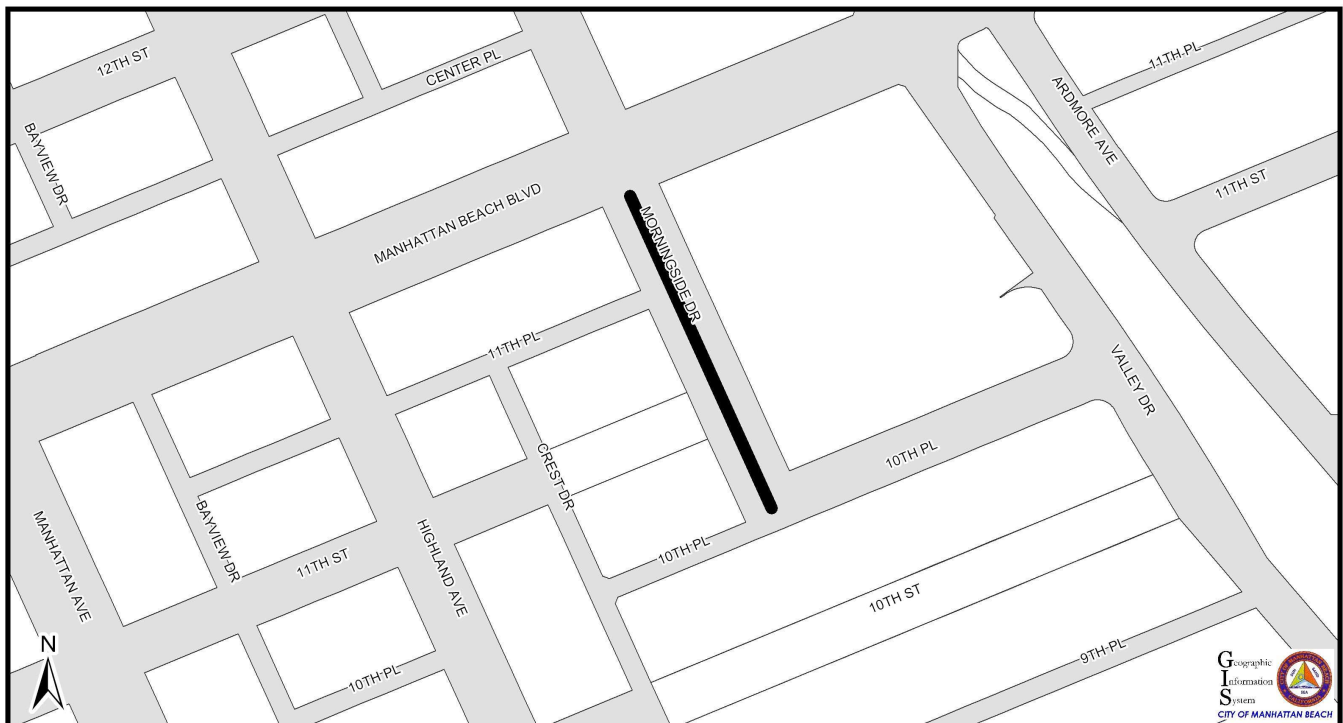 12TH ST
CENTER PL
11TH PL
BAYVIEW DR
ARDMORE AVE
11TH ST
MANHATTAN BEACH BLVD
MORNINGSIDE DR
11TH PL
VALLEY DR
CREST DR
10TH PL
MANHATTAN AVE
BAYVIEW DR
HIGHLAND AVE
11TH ST
10TH PL
10TH ST
9TH PL
10TH PL
N
Geographic
Information
System
CITY OF MANHATTAN BEACH